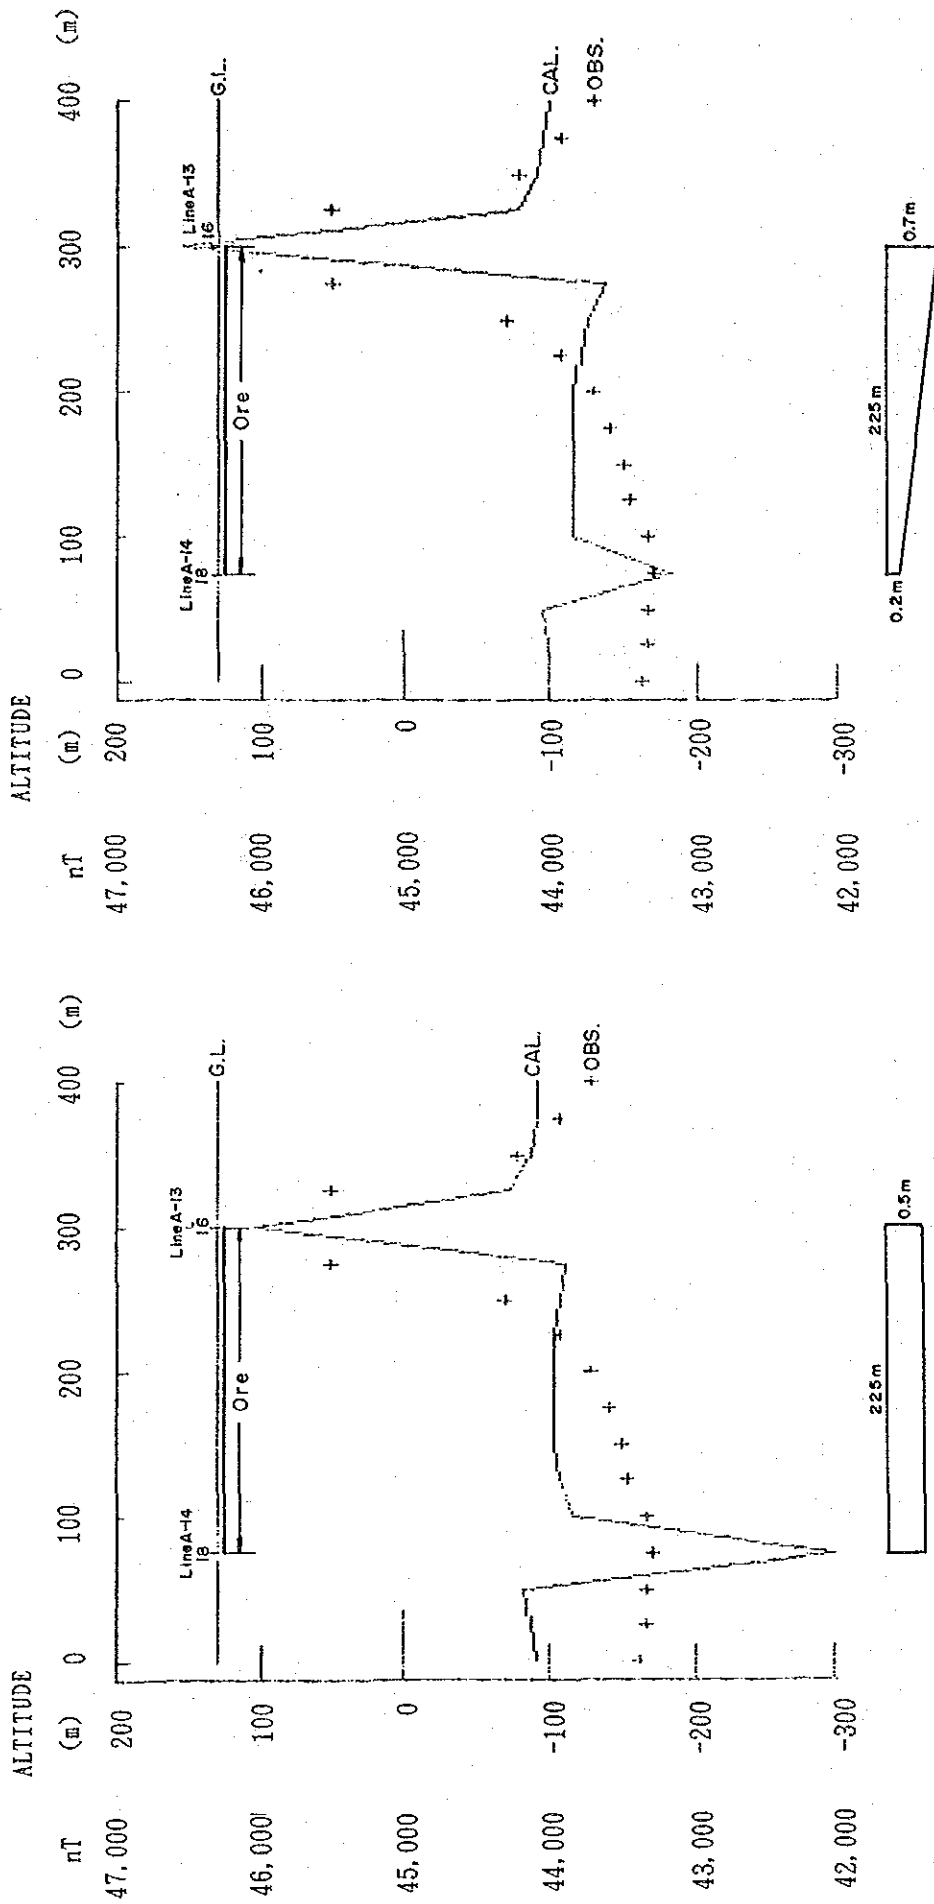 ALTITUDE
nT (m) 0 100 200 300 400 (m)
47,000 200
LineA-14
18
LineA-13
16
G.L.
46,000 100
Ore
45,000 0
44,000 -100
CAL.
+OBS.
43,000 -200
42,000 -300
225m
0.5m
ALTITUDE
nT (m) 0 100 200 300 400 (m)
47,000 200
LineA-14
18
LineA-13
16
G.L.
46,000 100
Ore
45,000 0
44,000 -100
CAL.
+OBS.
43,000 -200
42,000 -300
0.2m
225m
0.7m